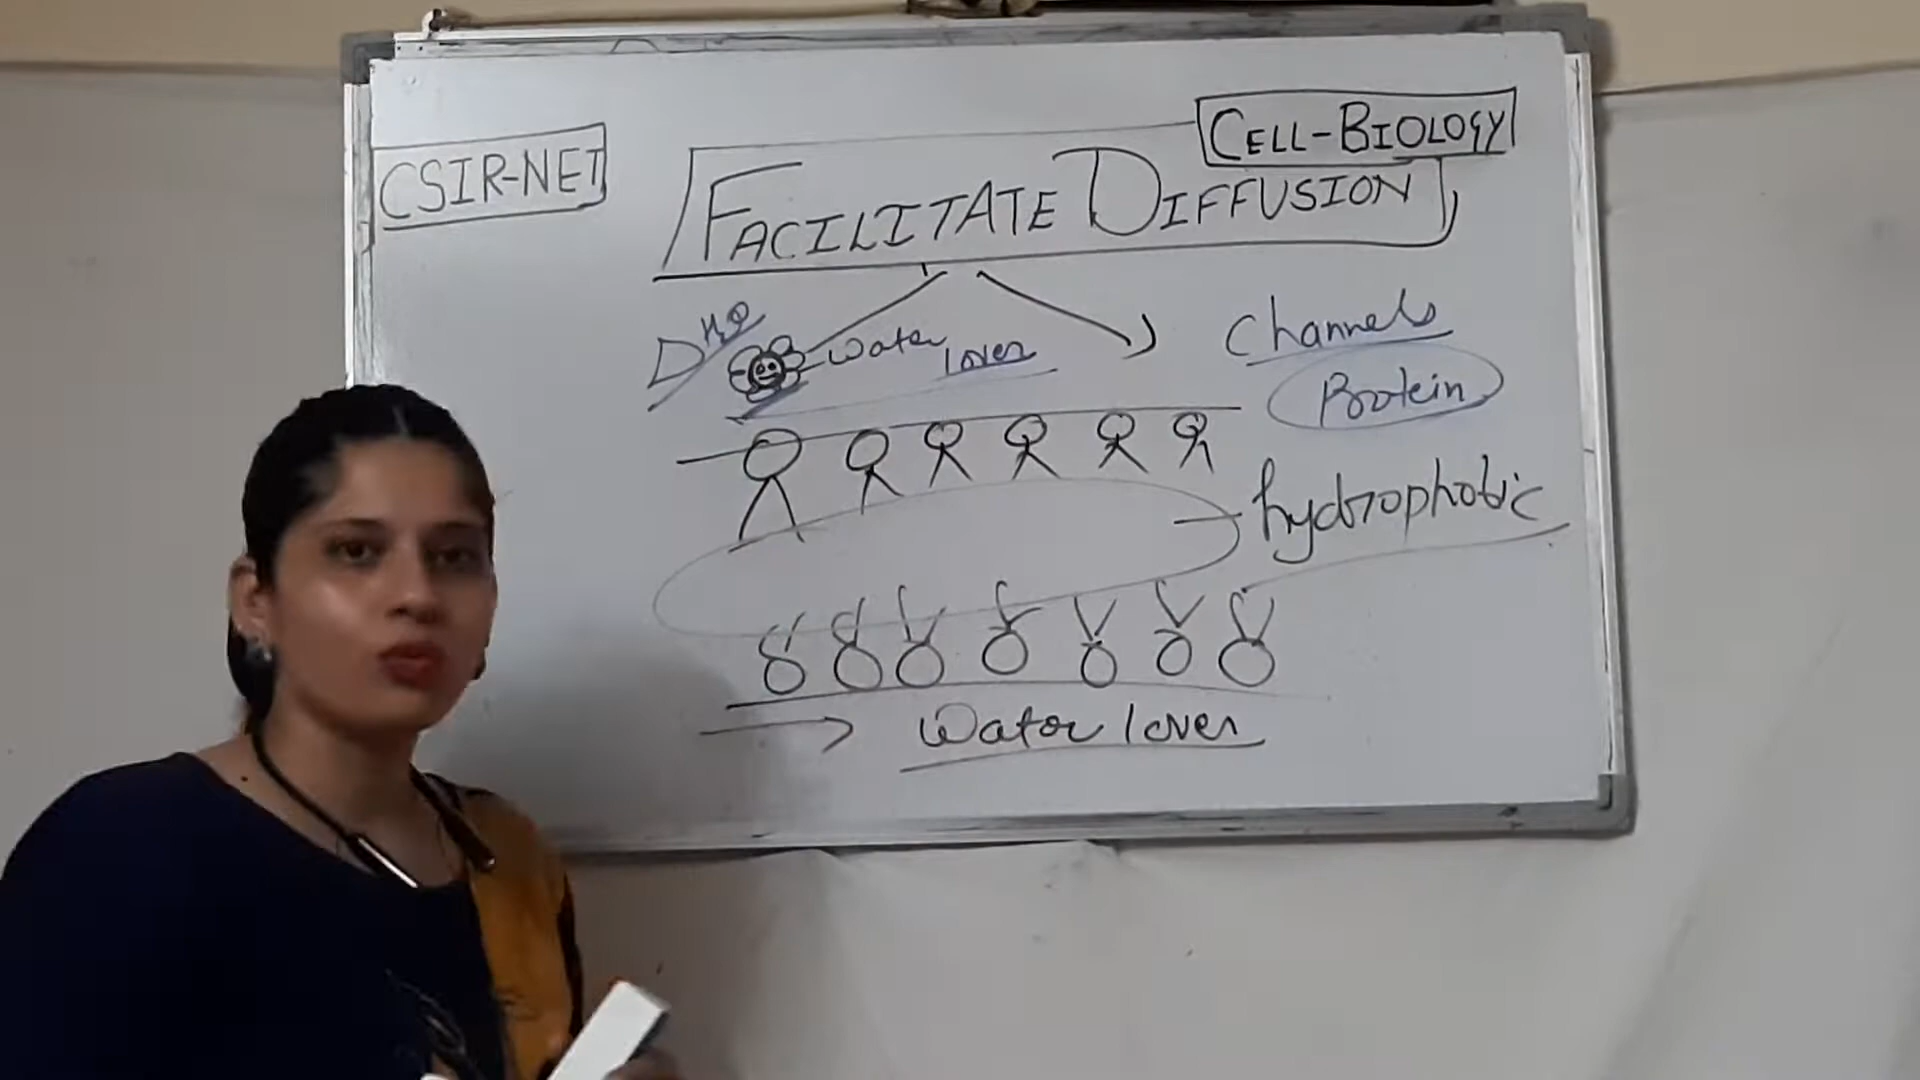 CELL-BIOLOGY
CSIR-NET
FACILITATE DIFFUSION
H2O
Water lover
Channels
Protein
hydrophobic
Water lover